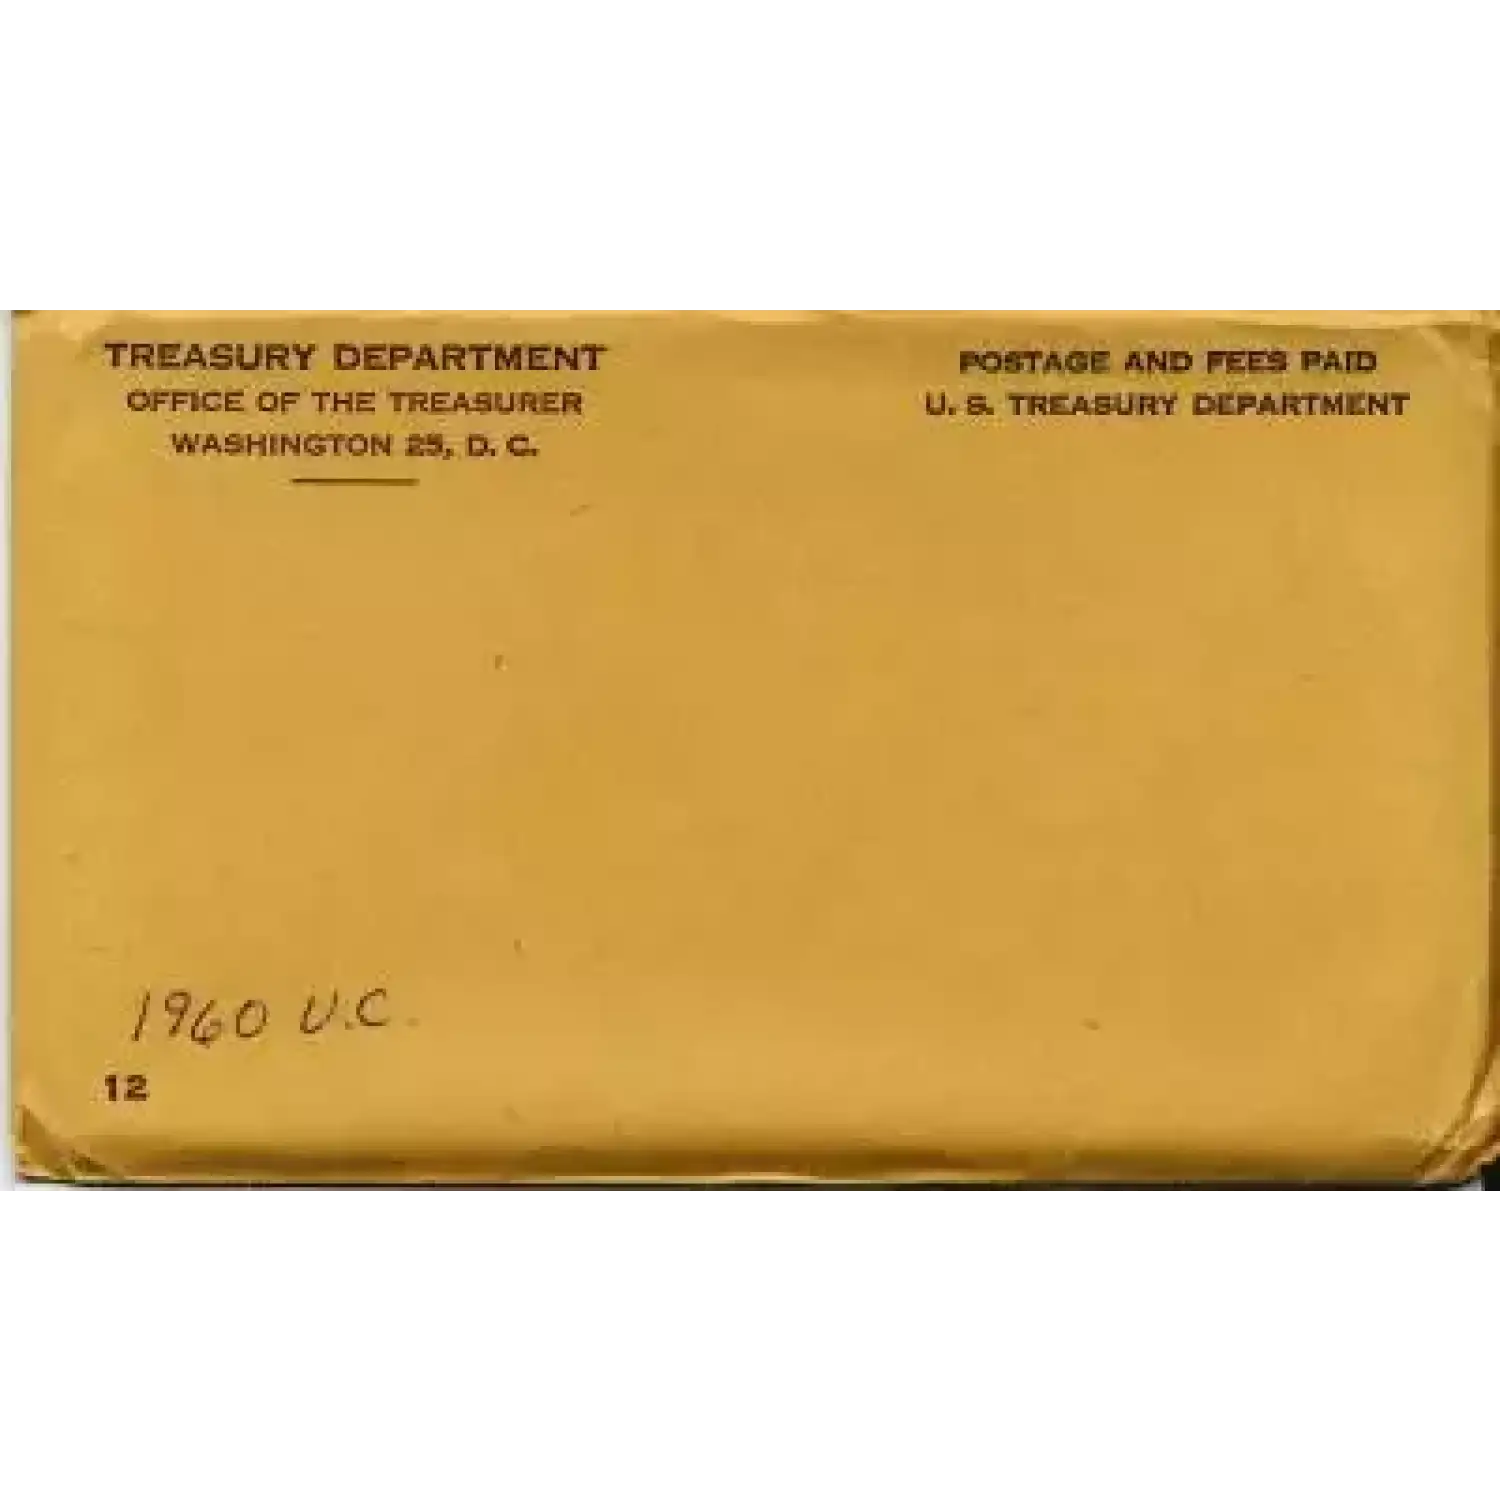 TREASURY DEPARTMENT
OFFICE OF THE TREASURER
WASHINGTON 25, D. C.
POSTAGE AND FEES PAID
U. S. TREASURY DEPARTMENT
1960 U.C.
12